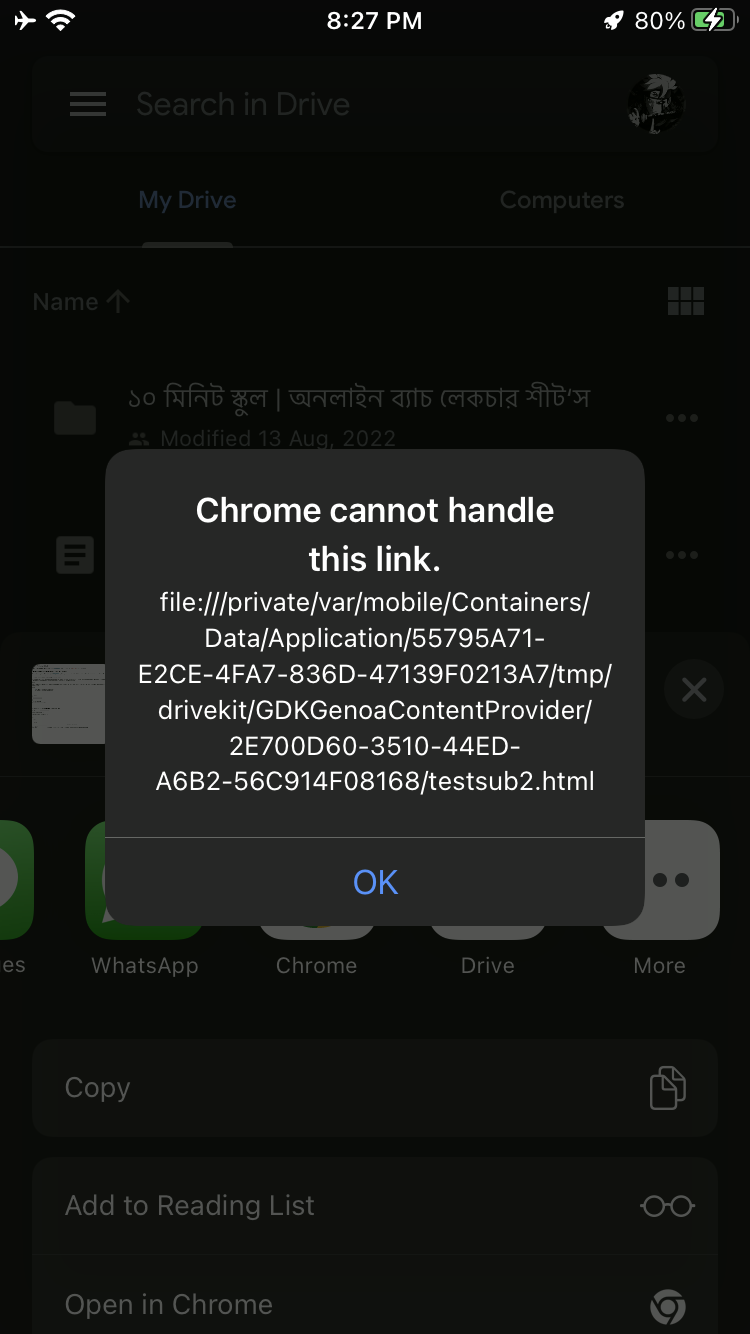 8:27 PM
80%
Search in Drive
My Drive
Computers
Name
১০ মিনিট স্কুল | অনলাইন ব্যাচ লেকচার শীট‘স
Modified 13 Aug, 2022
Chrome cannot handle
this link.
file:///private/var/mobile/Containers/
Data/Application/55795A71-
E2CE-4FA7-836D-47139F0213A7/tmp/
drivekit/GDKGenoaContentProvider/
2E700D60-3510-44ED-
A6B2-56C914F08168/testsub2.html
OK
es
WhatsApp
Chrome
Drive
More
Copy
Add to Reading List
Open in Chrome